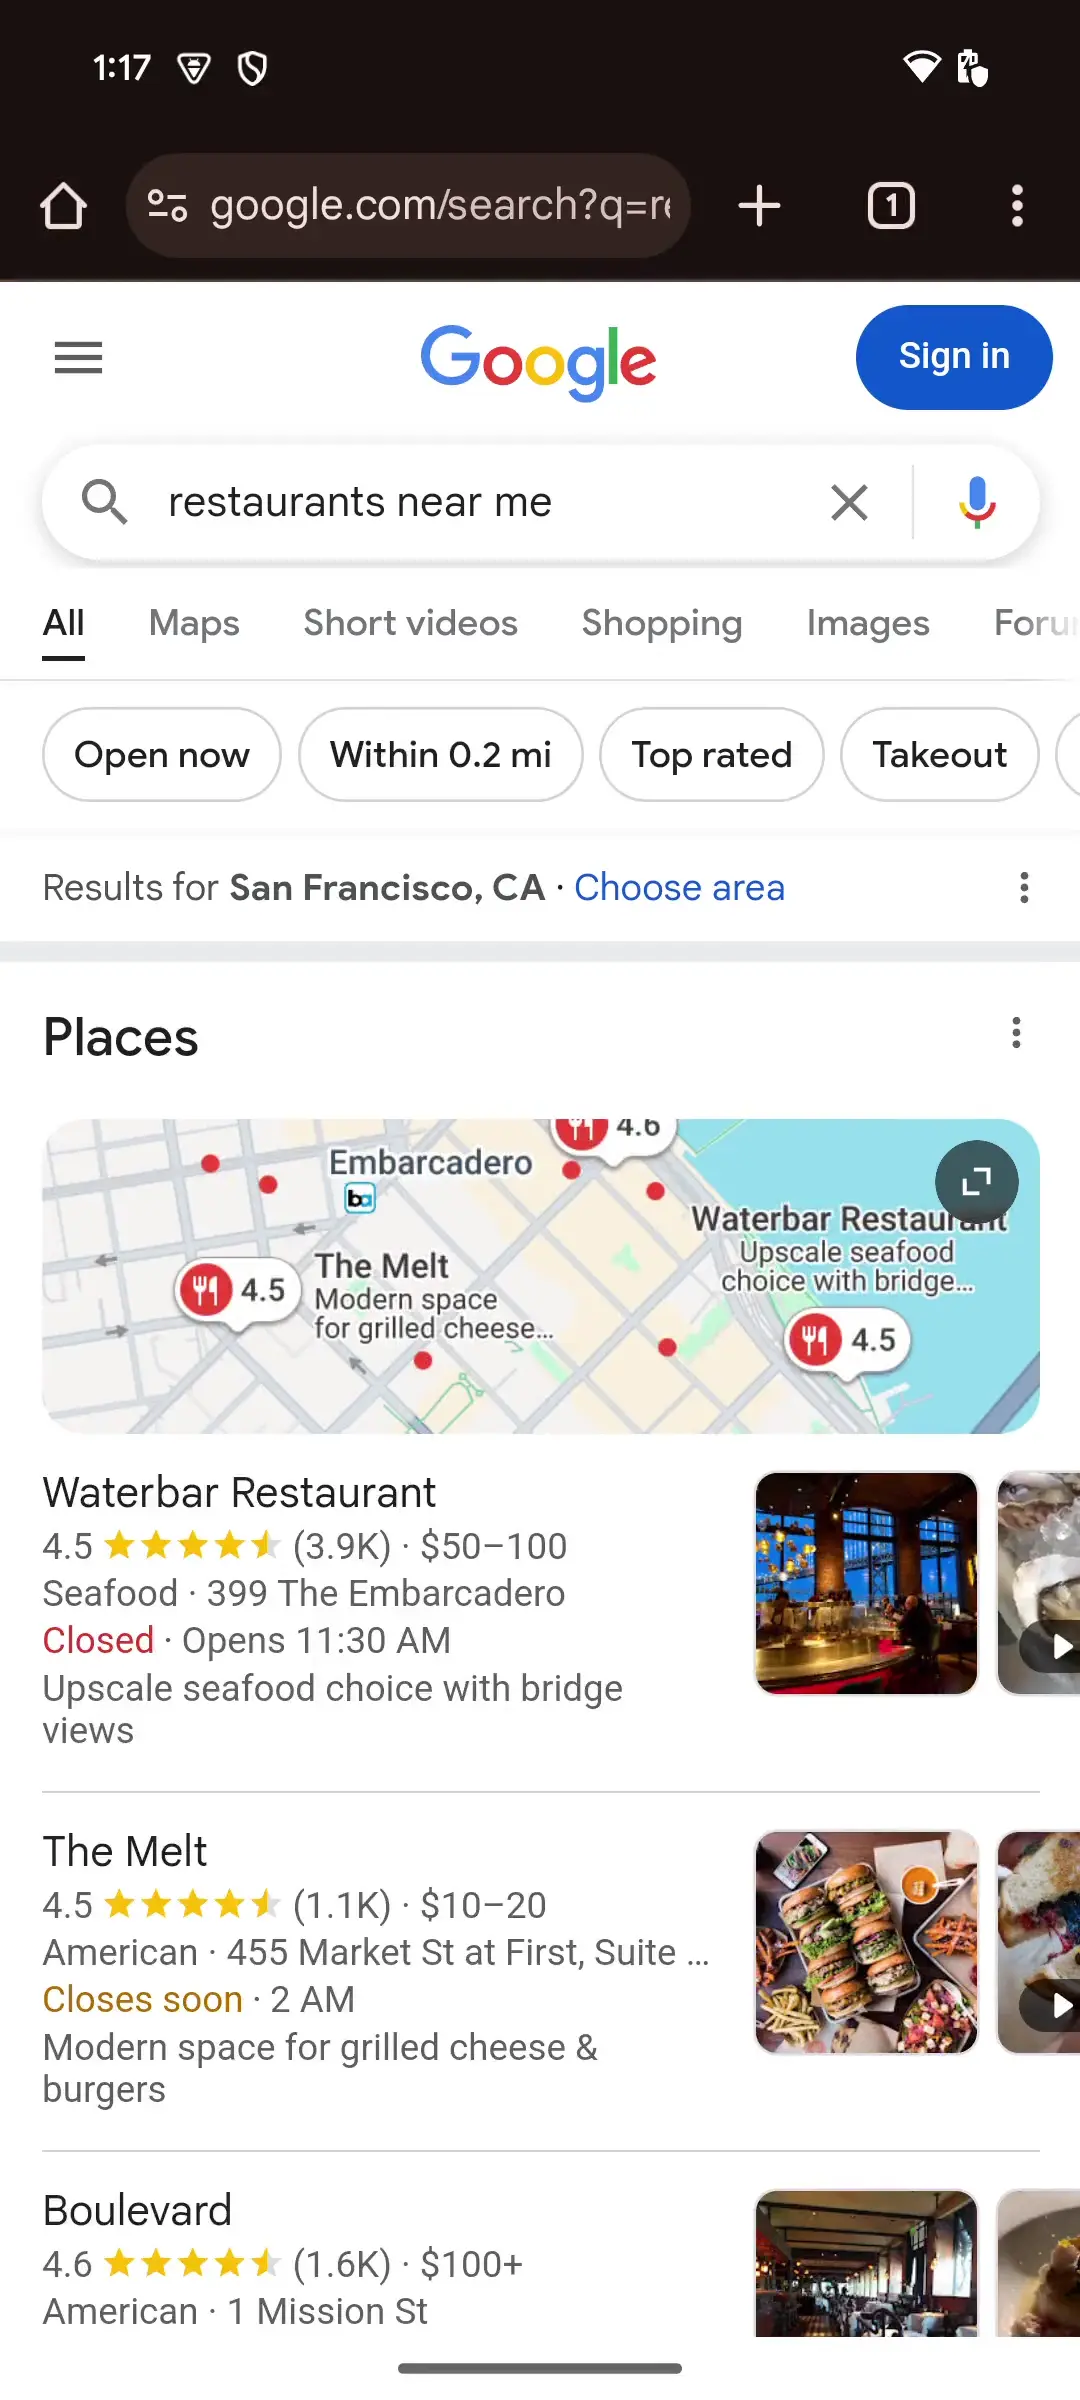 1:17
google.com/search?q=re
1
Google
Sign in
restaurants near me
All Maps Short videos Shopping Images Foru
Open now Within 0.2 mi Top rated Takeout
Results for San Francisco, CA · Choose area
Places
4.6
Embarcadero
ba
Waterbar Restaurant
Upscale seafood
choice with bridge...
The Melt
4.5
Modern space
for grilled cheese...
4.5
Waterbar Restaurant
4.5 (3.9K) · $50–100
Seafood · 399 The Embarcadero
Closed · Opens 11:30 AM
Upscale seafood choice with bridge
views
The Melt
4.5 (1.1K) · $10–20
American · 455 Market St at First, Suite ...
Closes soon · 2 AM
Modern space for grilled cheese &
burgers
Boulevard
4.6 (1.6K) · $100+
American · 1 Mission St